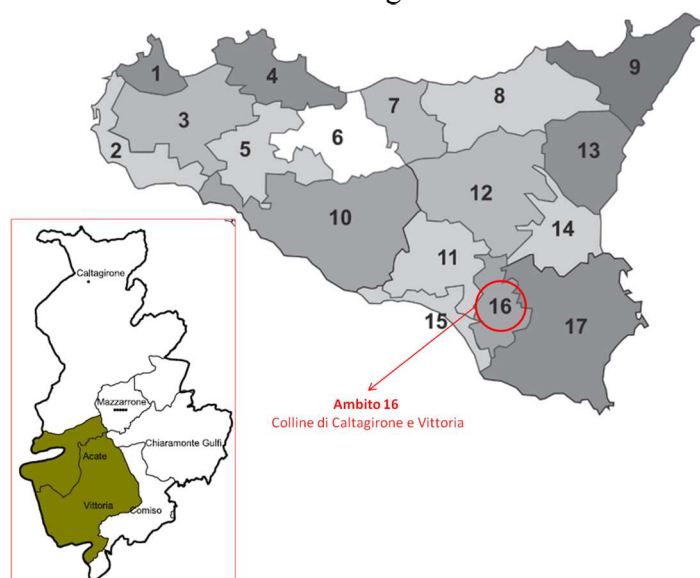 9
1
4
8
7
3
6
5
2
13
12
10
14
11
Caltagirone
16
15
17
Ambito 16
Mazzarrone
Colline di Caltagirone e Vittoria
Chiaramonte Gulfi
Acate
Vittoria
Comiso